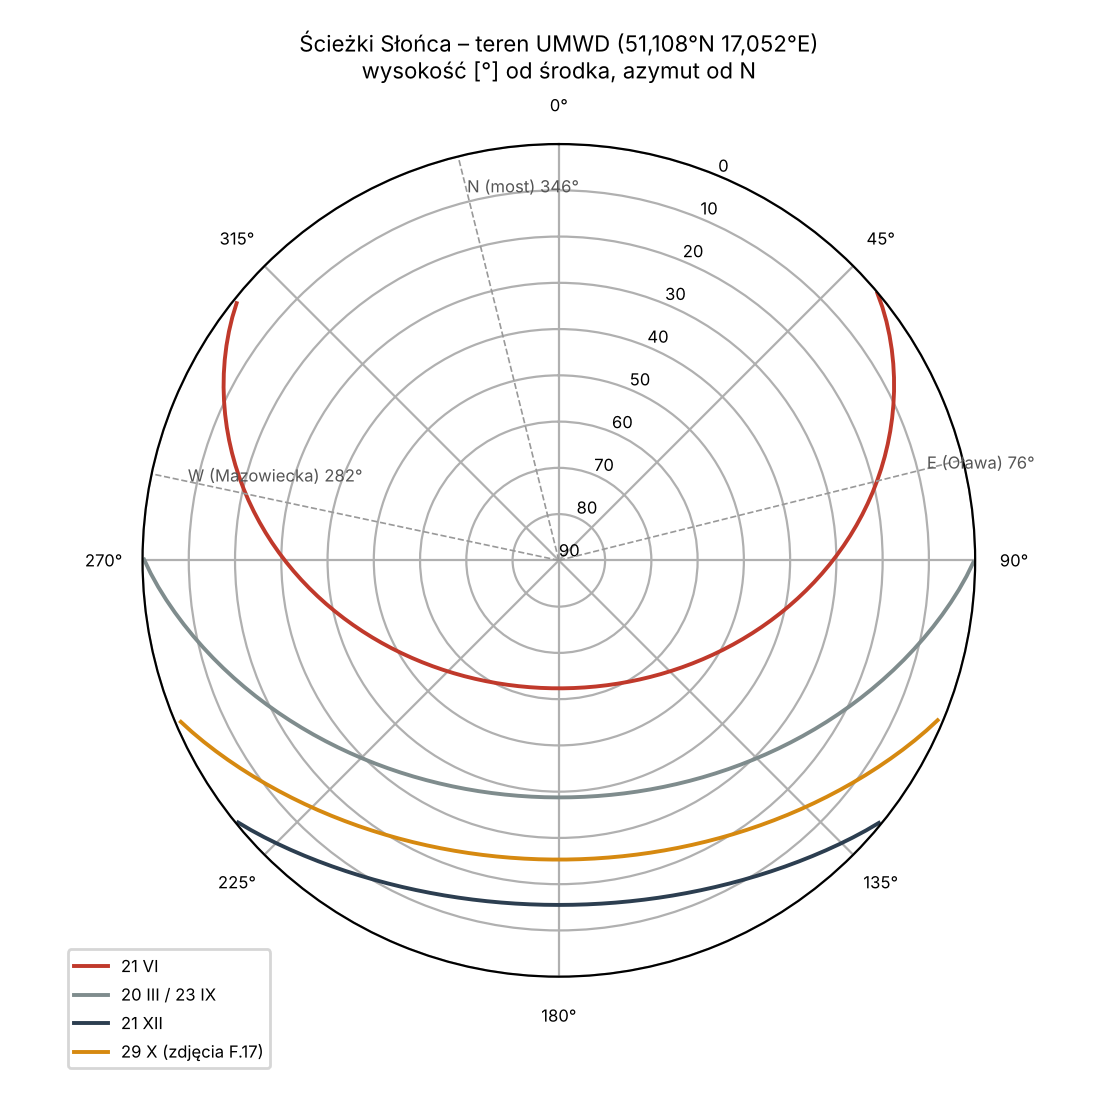 Ścieżki Słońca – teren UMWD (51,108°N 17,052°E)
wysokość [°] od środka, azymut od N
0°
0
N (most) 346°
10
315°
45°
20
30
40
50
60
70
E (Oława) 76°
W (Mazowiecka) 282°
80
90
270°
90°
225°
135°
180°
21 VI
20 III / 23 IX
21 XII
29 X (zdjęcia F.17)